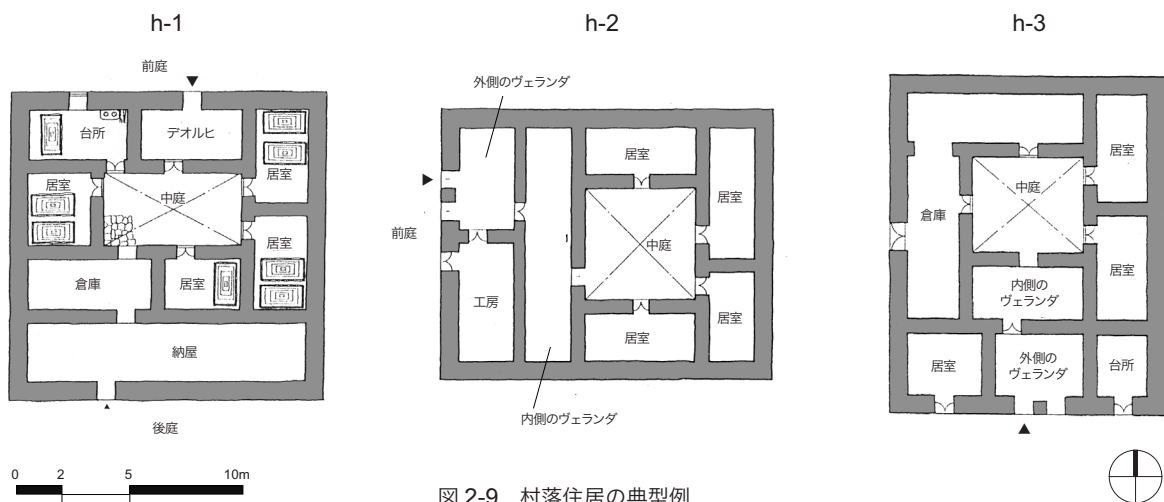 h-1
h-2
h-3
前庭
台所
デオルヒ
居室
居室
中庭
居室
倉庫
居室
納屋
後庭
外側のヴェランダ
居室
居室
前庭
中庭
工房
居室
居室
内側のヴェランダ
居室
中庭
倉庫
居室
内側の
ヴェランダ
居室
外側の
ヴェランダ
台所
0 2 5 10m
図 2-9 村落住居の典型例